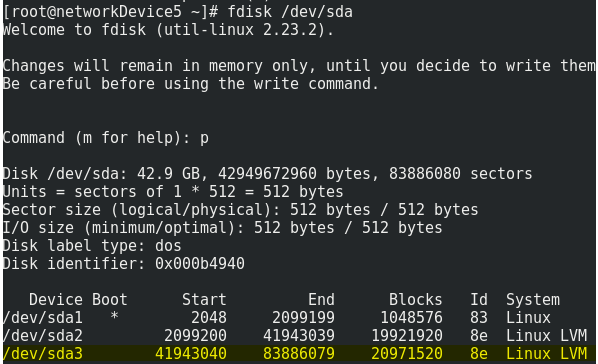 [root@networkDevice5 ~]# fdisk /dev/sda
Welcome to fdisk (util-linux 2.23.2).
Changes will remain in memory only, until you decide to write them
Be careful before using the write command.
Command (m for help): p
Disk /dev/sda: 42.9 GB, 42949672960 bytes, 83886080 sectors
Units = sectors of 1 * 512 = 512 bytes
Sector size (logical/physical): 512 bytes / 512 bytes
I/O size (minimum/optimal): 512 bytes / 512 bytes
Disk label type: dos
Disk identifier: 0x000b4940
Device Boot Start End Blocks Id System
/dev/sda1 * 2048 2099199 1048576 83 Linux
/dev/sda2 2099200 41943039 19921920 8e Linux LVM
/dev/sda3 41943040 83886079 20971520 8e Linux LVM